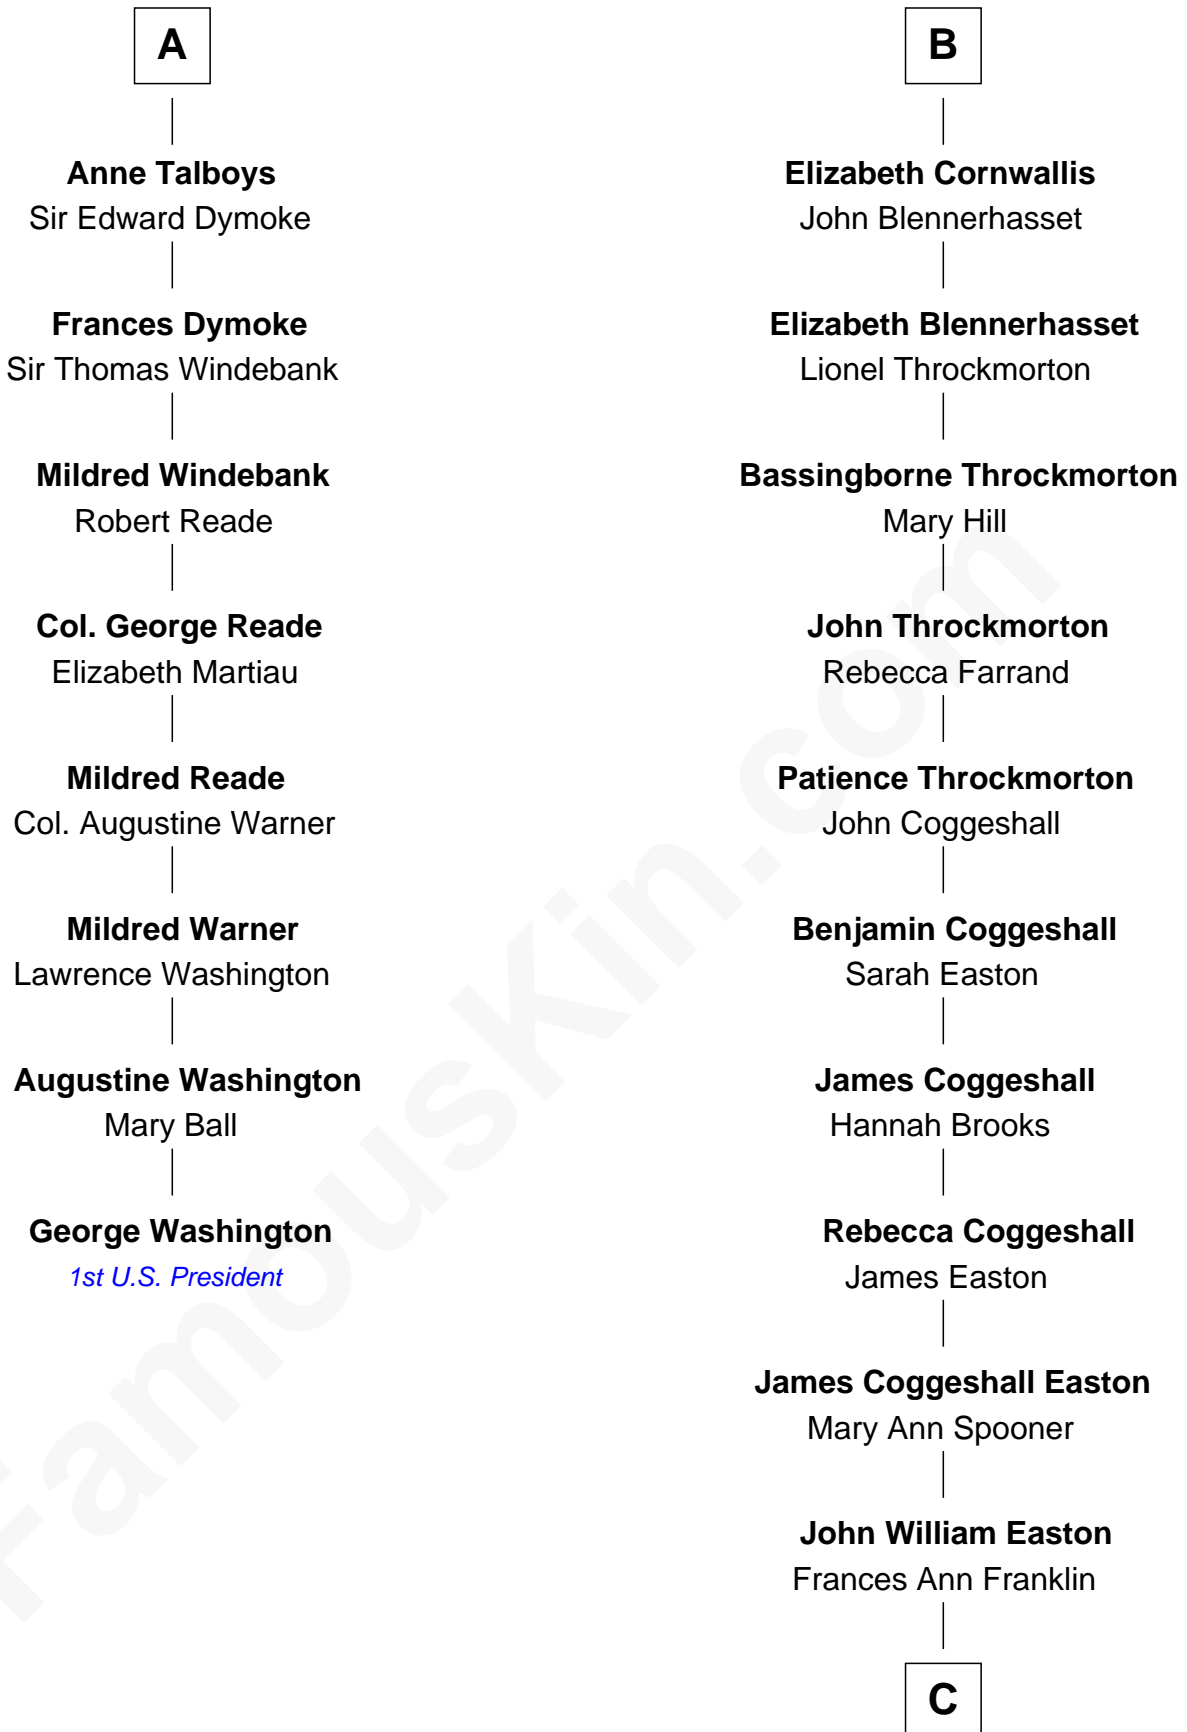 A
Anne Talboys
Sir Edward Dymoke
Frances Dymoke
Sir Thomas Windebank
Mildred Windebank
Robert Reade
Col. George Reade
Elizabeth Martiau
Mildred Reade
Col. Augustine Warner
Mildred Warner
Lawrence Washington
Augustine Washington
Mary Ball
George Washington
1st U.S. President
B
Elizabeth Cornwallis
John Blennerhasset
Elizabeth Blennerhasset
Lionel Throckmorton
Bassingborne Throckmorton
Mary Hill
John Throckmorton
Rebecca Farrand
Patience Throckmorton
John Coggeshall
Benjamin Coggeshall
Sarah Easton
James Coggeshall
Hannah Brooks
Rebecca Coggeshall
James Easton
James Coggeshall Easton
Mary Ann Spooner
John William Easton
Frances Ann Franklin
C
FamousKin.com